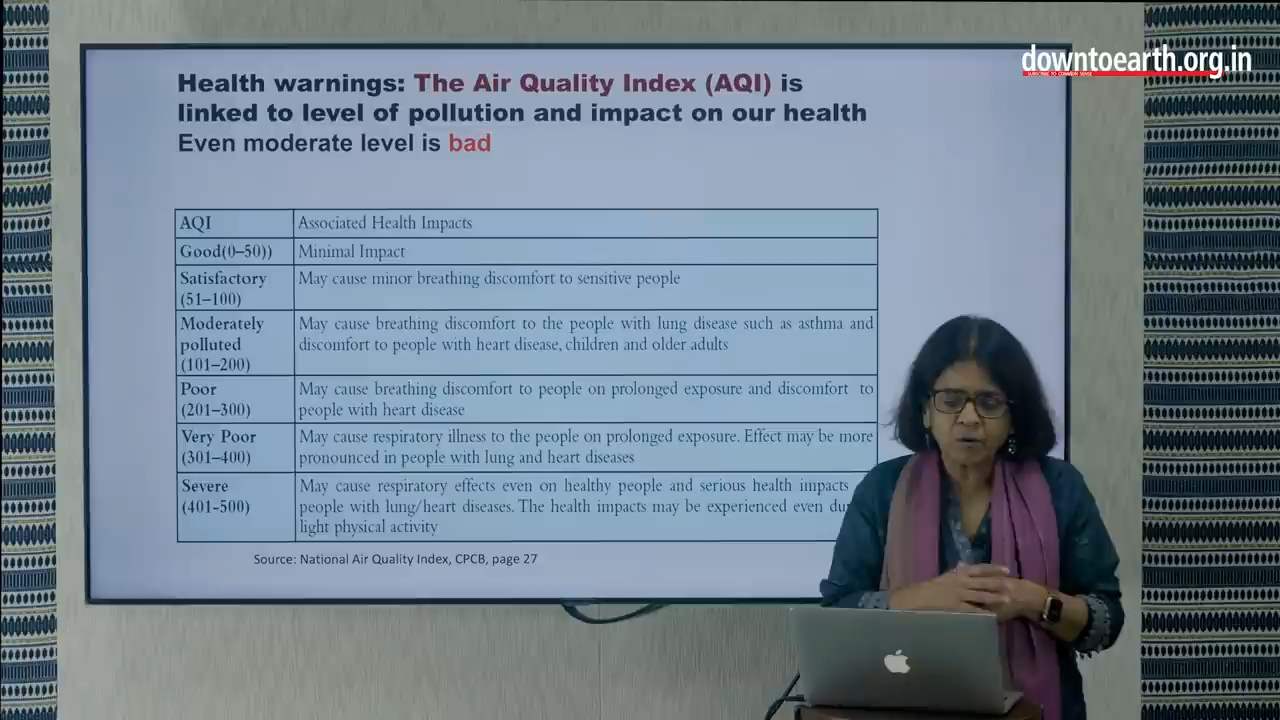 downtoearth.org.in
SUBSCRIBE TO COMMON SENSE
Health warnings: The Air Quality Index (AQI) is
linked to level of pollution and impact on our health
Even moderate level is bad
AQI
Associated Health Impacts
Good(0–50))
Minimal Impact
Satisfactory
(51–100)
May cause minor breathing discomfort to sensitive people
Moderately
polluted
(101–200)
May cause breathing discomfort to the people with lung disease such as asthma and
discomfort to people with heart disease, children and older adults
Poor
(201–300)
May cause breathing discomfort to people on prolonged exposure and discomfort to
people with heart disease
Very Poor
(301–400)
May cause respiratory illness to the people on prolonged exposure. Effect may be more
pronounced in people with lung and heart diseases
Severe
(401-500)
May cause respiratory effects even on healthy people and serious health impacts
people with lung/heart diseases. The health impacts may be experienced even
light physical activity
Source: National Air Quality Index, CPCB, page 27